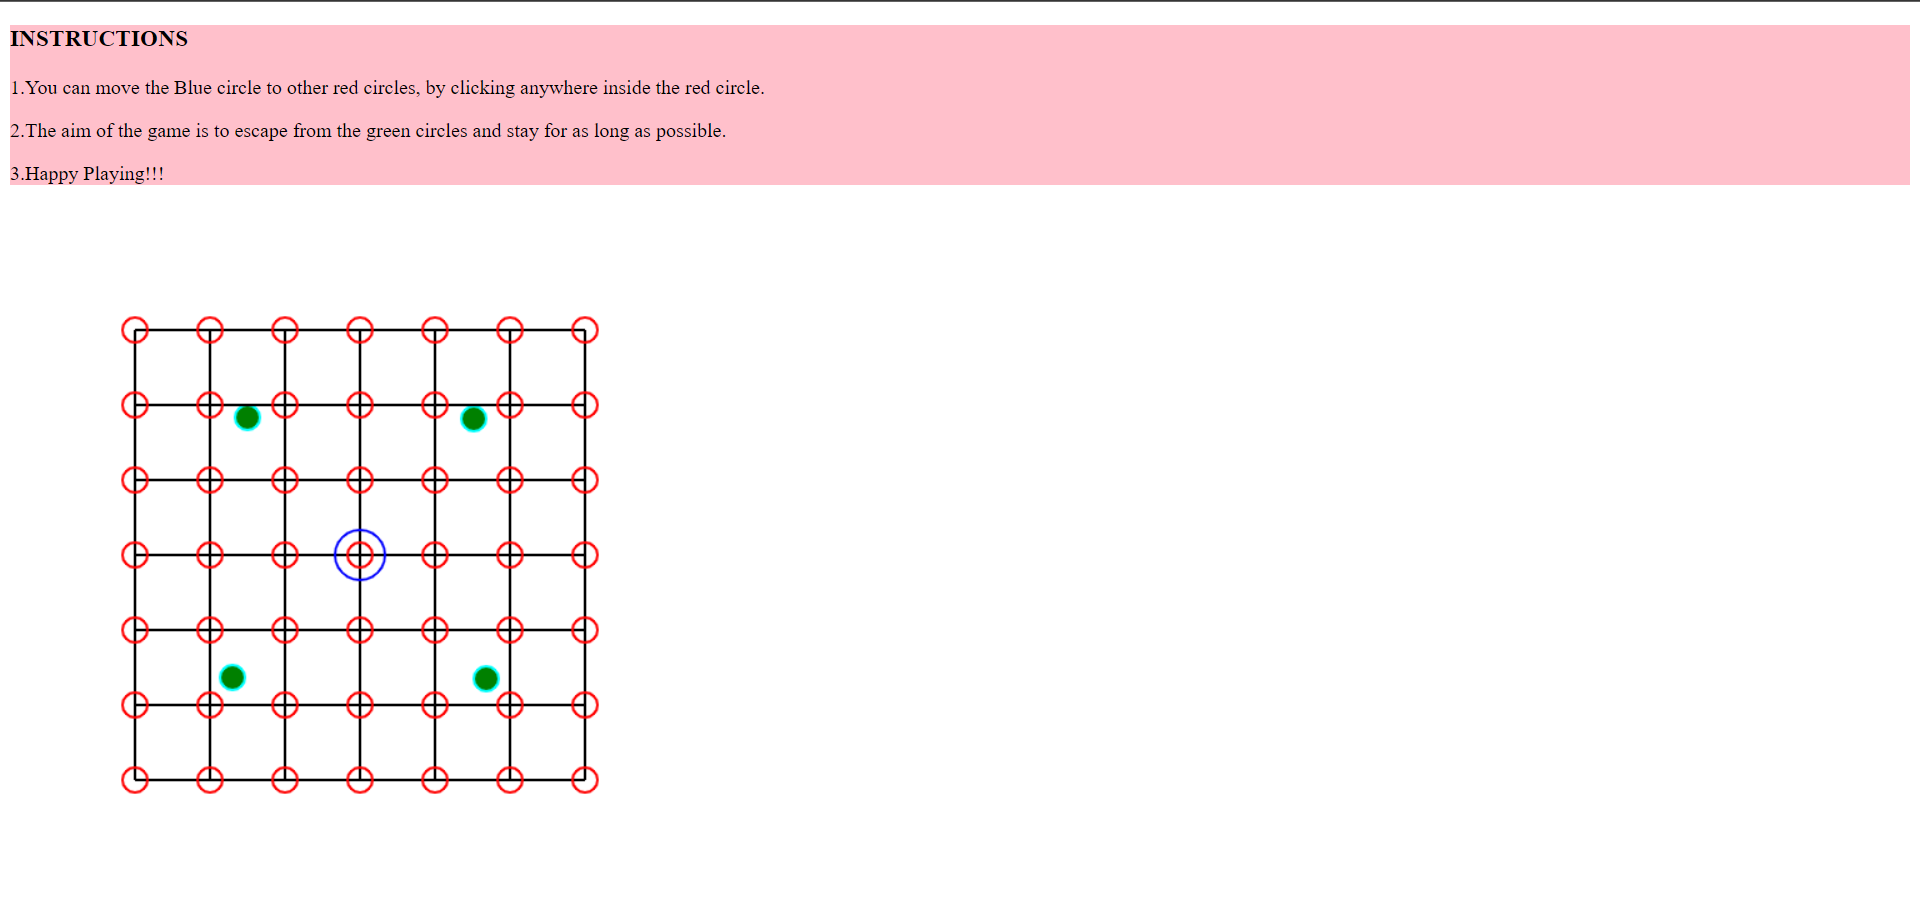 INSTRUCTIONS
1.You can move the Blue circle to other red circles, by clicking anywhere inside the red circle.
2.The aim of the game is to escape from the green circles and stay for as long as possible.
3.Happy Playing!!!